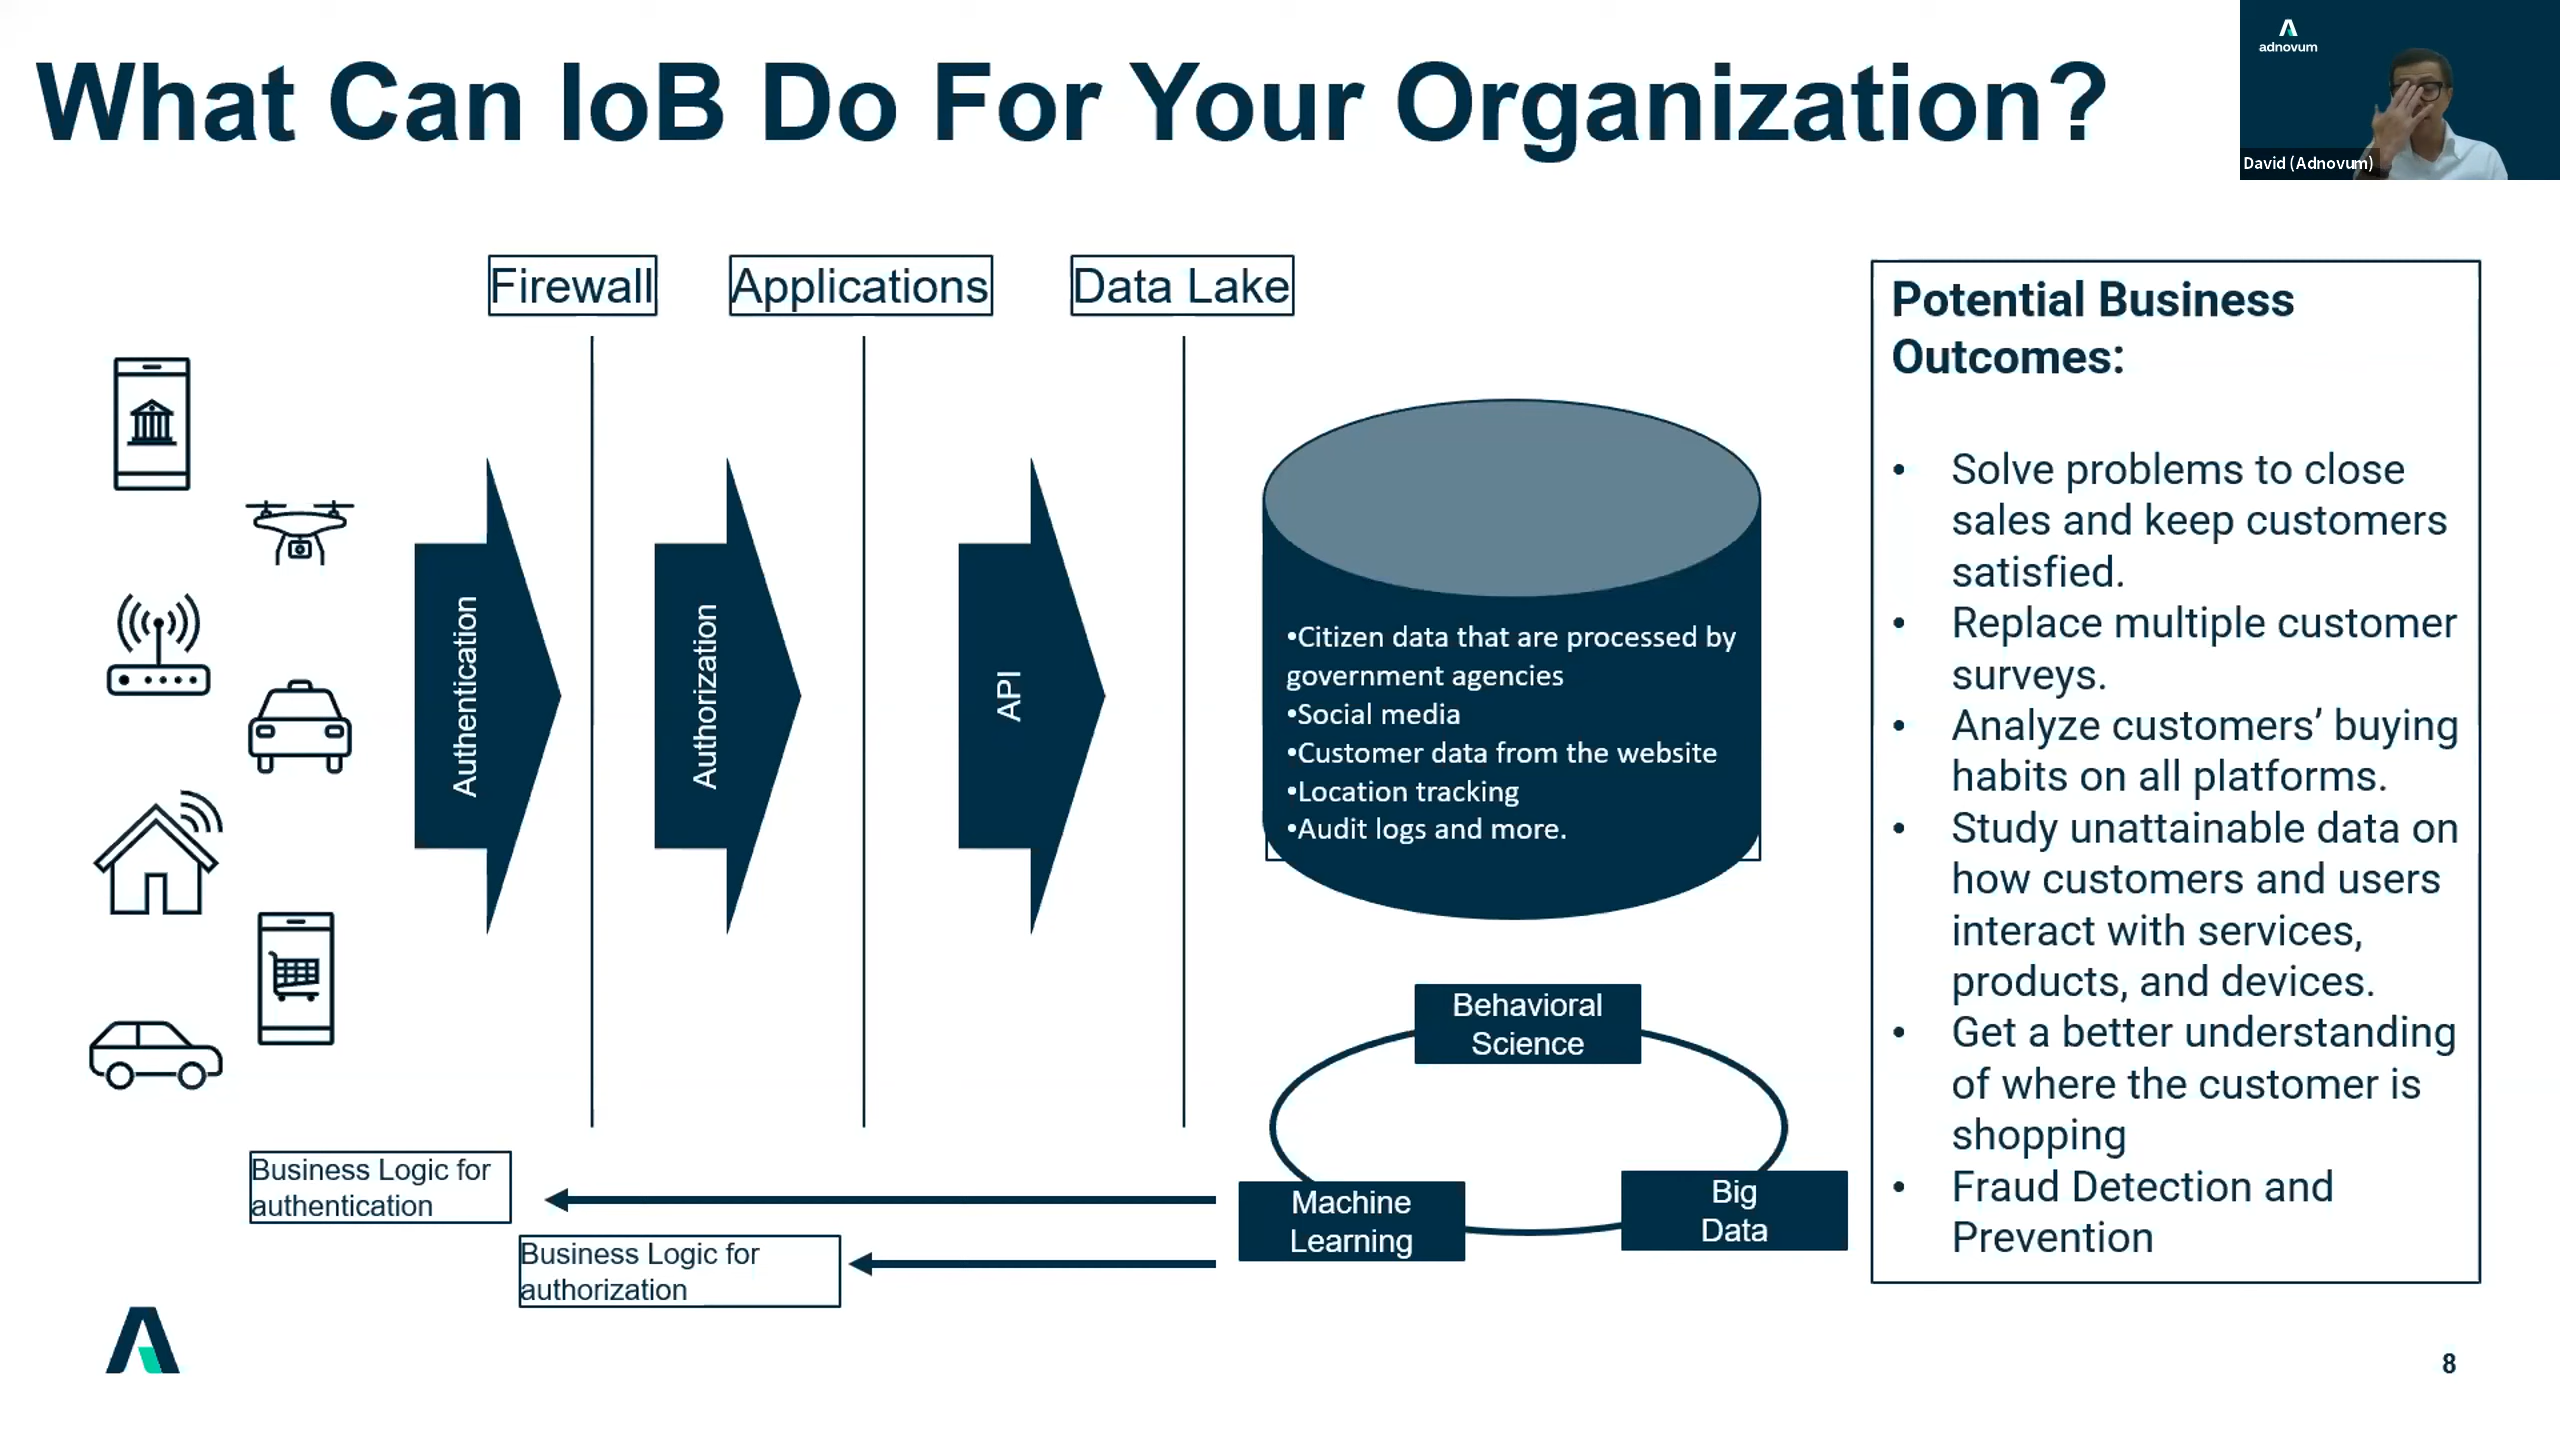 What Can IoB Do For Your Organization?
adnovum
David (Adnovum)
Firewall
Applications
Data Lake
Authentication
Authorization
API
•Citizen data that are processed by
government agencies
•Social media
•Customer data from the website
•Location tracking
•Audit logs and more.
Behavioral
Science
Machine
Learning
Big
Data
Business Logic for
authentication
Business Logic for
authorization
Potential Business
Outcomes:
• Solve problems to close
sales and keep customers
satisfied.
• Replace multiple customer
surveys.
• Analyze customers’ buying
habits on all platforms.
• Study unattainable data on
how customers and users
interact with services,
products, and devices.
• Get a better understanding
of where the customer is
shopping
• Fraud Detection and
Prevention
8